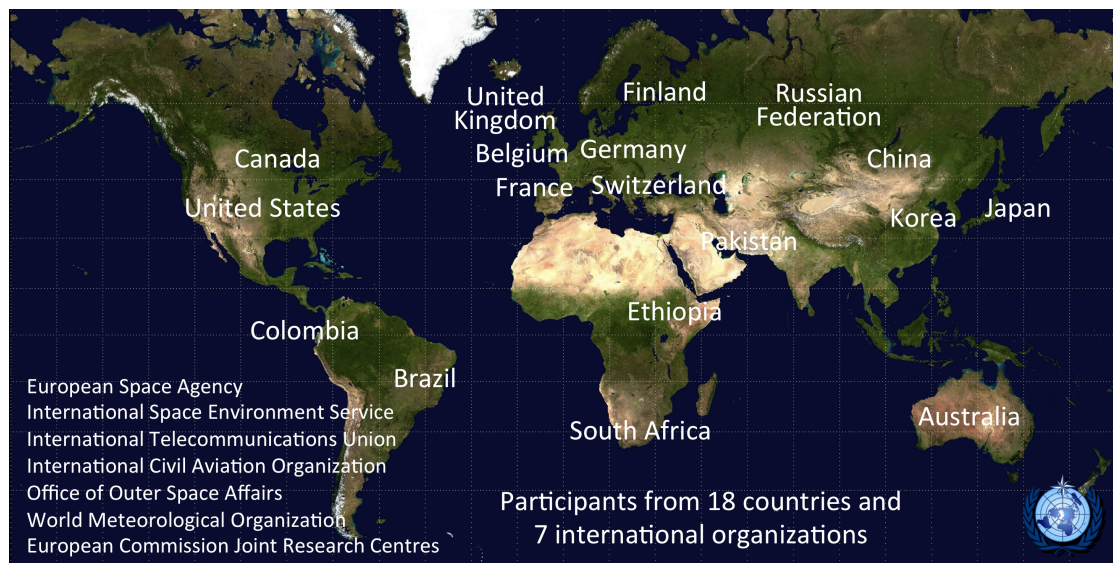 United
Kingdom
Finland
Russian
Federation
Canada
Belgium
Germany
China
France
Switzerland
United States
Korea
Japan
Pakistan
Ethiopia
Colombia
Brazil
South Africa
Australia
European Space Agency
International Space Environment Service
International Telecommunications Union
International Civil Aviation Organization
Office of Outer Space Affairs
World Meteorological Organization
European Commission Joint Research Centres
Participants from 18 countries and
7 international organizations